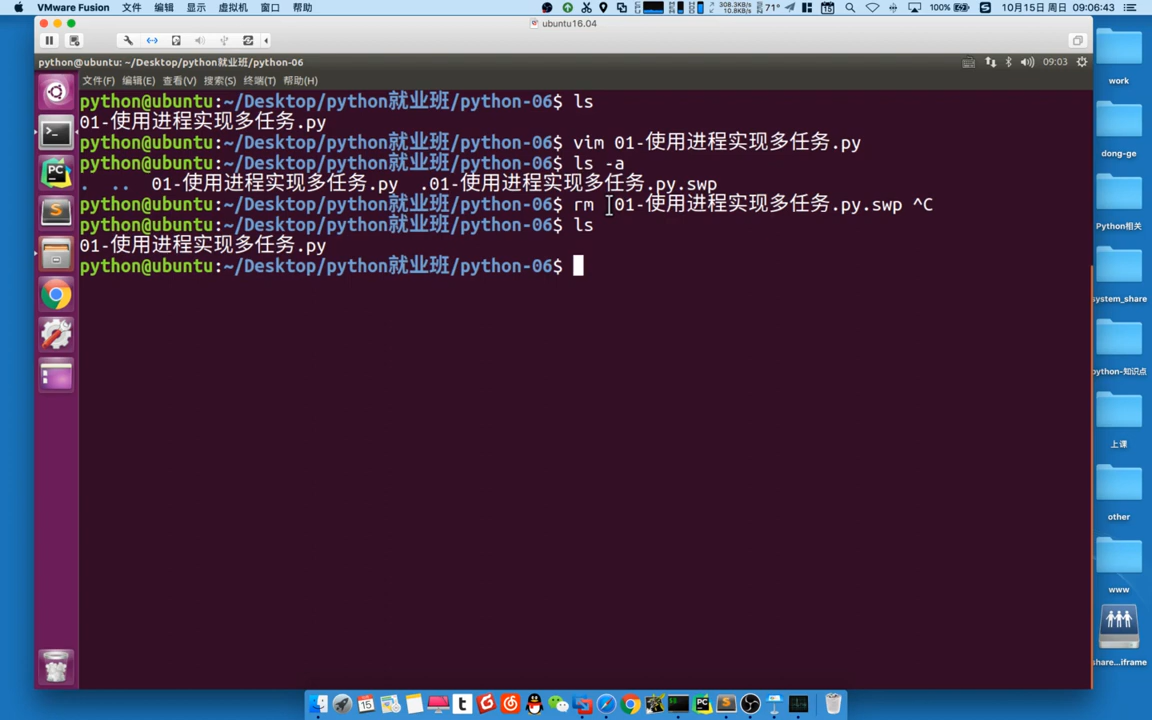 VMware Fusion 文件 编辑 显示 虚拟机 窗口 帮助 308.3KB/s 10.8KB/s 71° 15 100% 10月15日 周日 09:06:43
ubuntu16.04
python@ubuntu: ~/Desktop/python就业班/python-06 09:03
文件(F) 编辑(E) 查看(V) 搜索(S) 终端(T) 帮助(H)
python@ubuntu:~/Desktop/python就业班/python-06$ ls
01-使用进程实现多任务.py
python@ubuntu:~/Desktop/python就业班/python-06$ vim 01-使用进程实现多任务.py
python@ubuntu:~/Desktop/python就业班/python-06$ ls -a
. .. 01-使用进程实现多任务.py .01-使用进程实现多任务.py.swp
python@ubuntu:~/Desktop/python就业班/python-06$ rm .01-使用进程实现多任务.py.swp ^C
python@ubuntu:~/Desktop/python就业班/python-06$ ls
01-使用进程实现多任务.py
python@ubuntu:~/Desktop/python就业班/python-06$
work
dong-ge
Python相关
system_share
python-知识点
上课
other
www
share...iframe